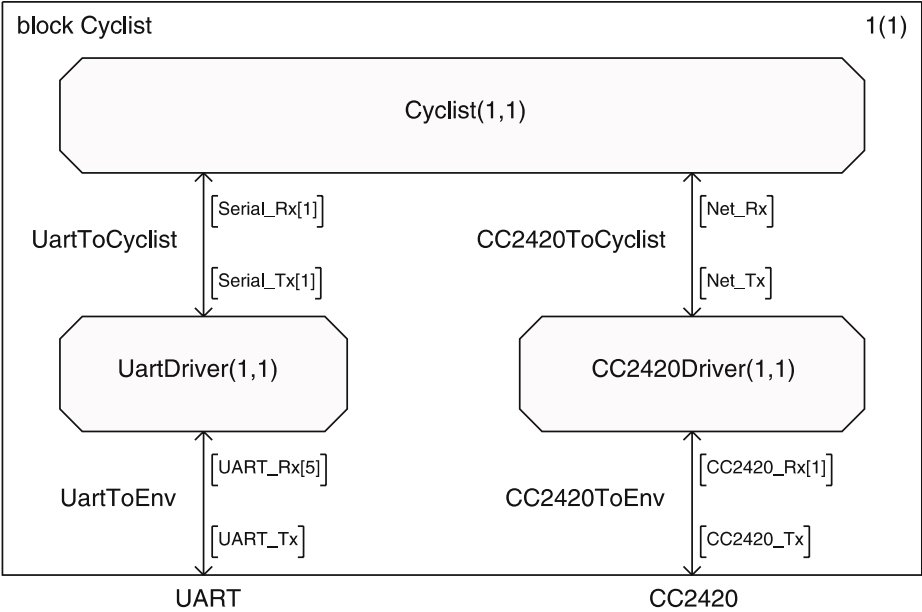 block Cyclist 1(1)
Cyclist(1,1)
[Serial_Rx[1]]
[Net_Rx]
UartToCyclist
CC2420ToCyclist
[Serial_Tx[1]]
[Net_Tx]
UartDriver(1,1)
CC2420Driver(1,1)
[UART_Rx[5]]
[CC2420_Rx[1]]
UartToEnv
CC2420ToEnv
[UART_Tx]
[CC2420_Tx]
UART
CC2420